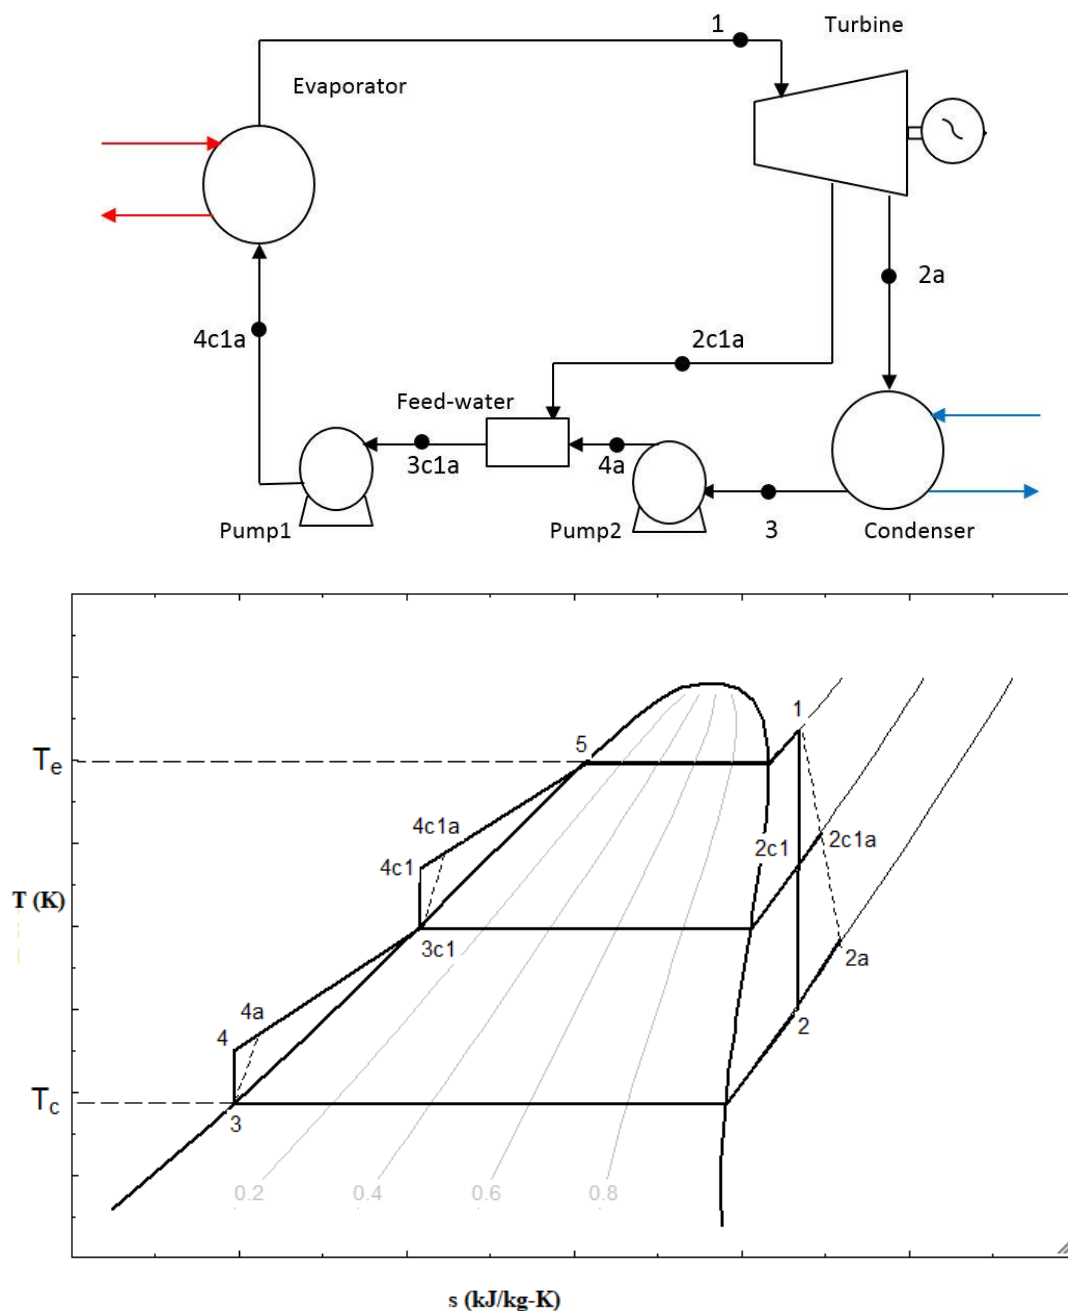 1
Turbine
Evaporator
2a
4c1a
2c1a
Feed-water
3c1a
4a
Pump1
Pump2
3
Condenser
1
5
Te
4c1a
4c1
2c1
2c1a
T (K)
3c1
2a
4a
4
2
Tc
3
0.2
0.4
0.6
0.8
s (kJ/kg-K)